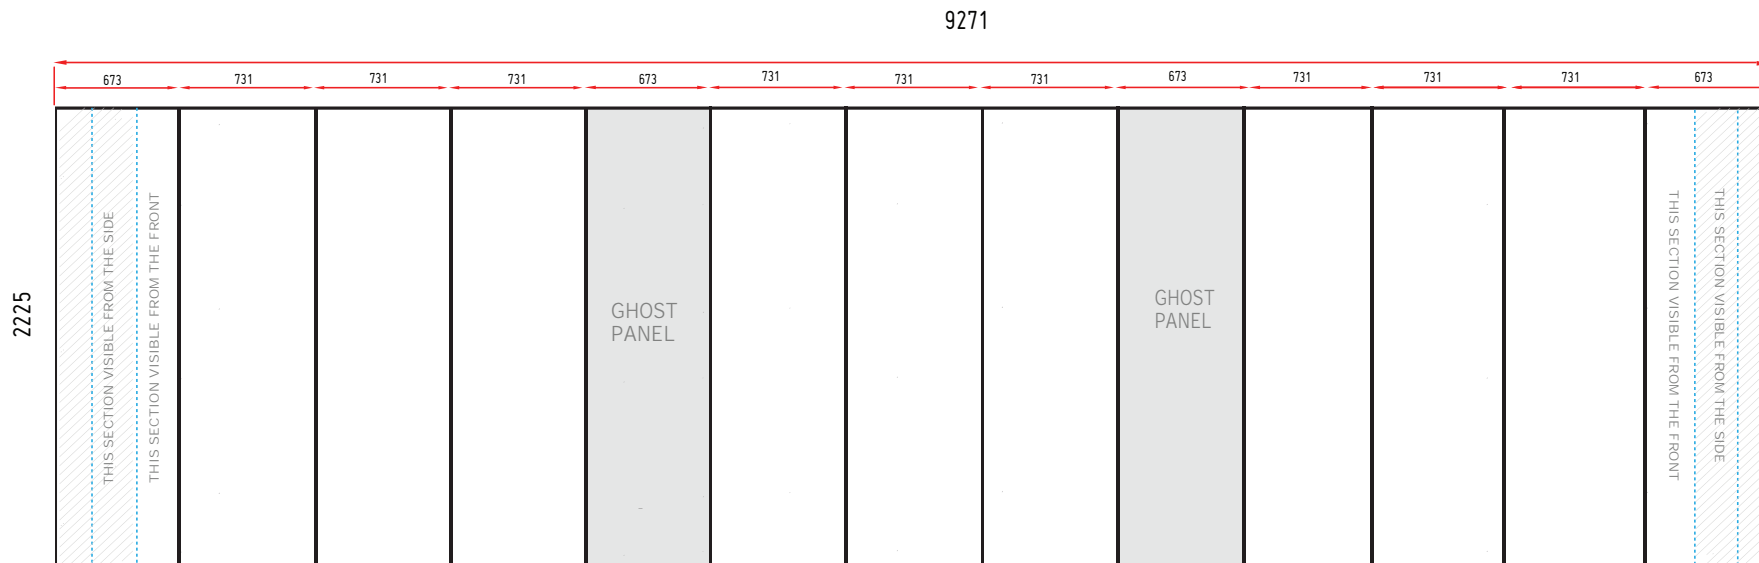 9271
673
731
731
731
673
731
731
731
673
731
731
731
673
2225
THIS SECTION VISIBLE FROM THE SIDE
THIS SECTION VISIBLE FROM THE FRONT
GHOST
PANEL
GHOST
PANEL
THIS SECTION VISIBLE FROM THE FRONT
THIS SECTION VISIBLE FROM THE SIDE